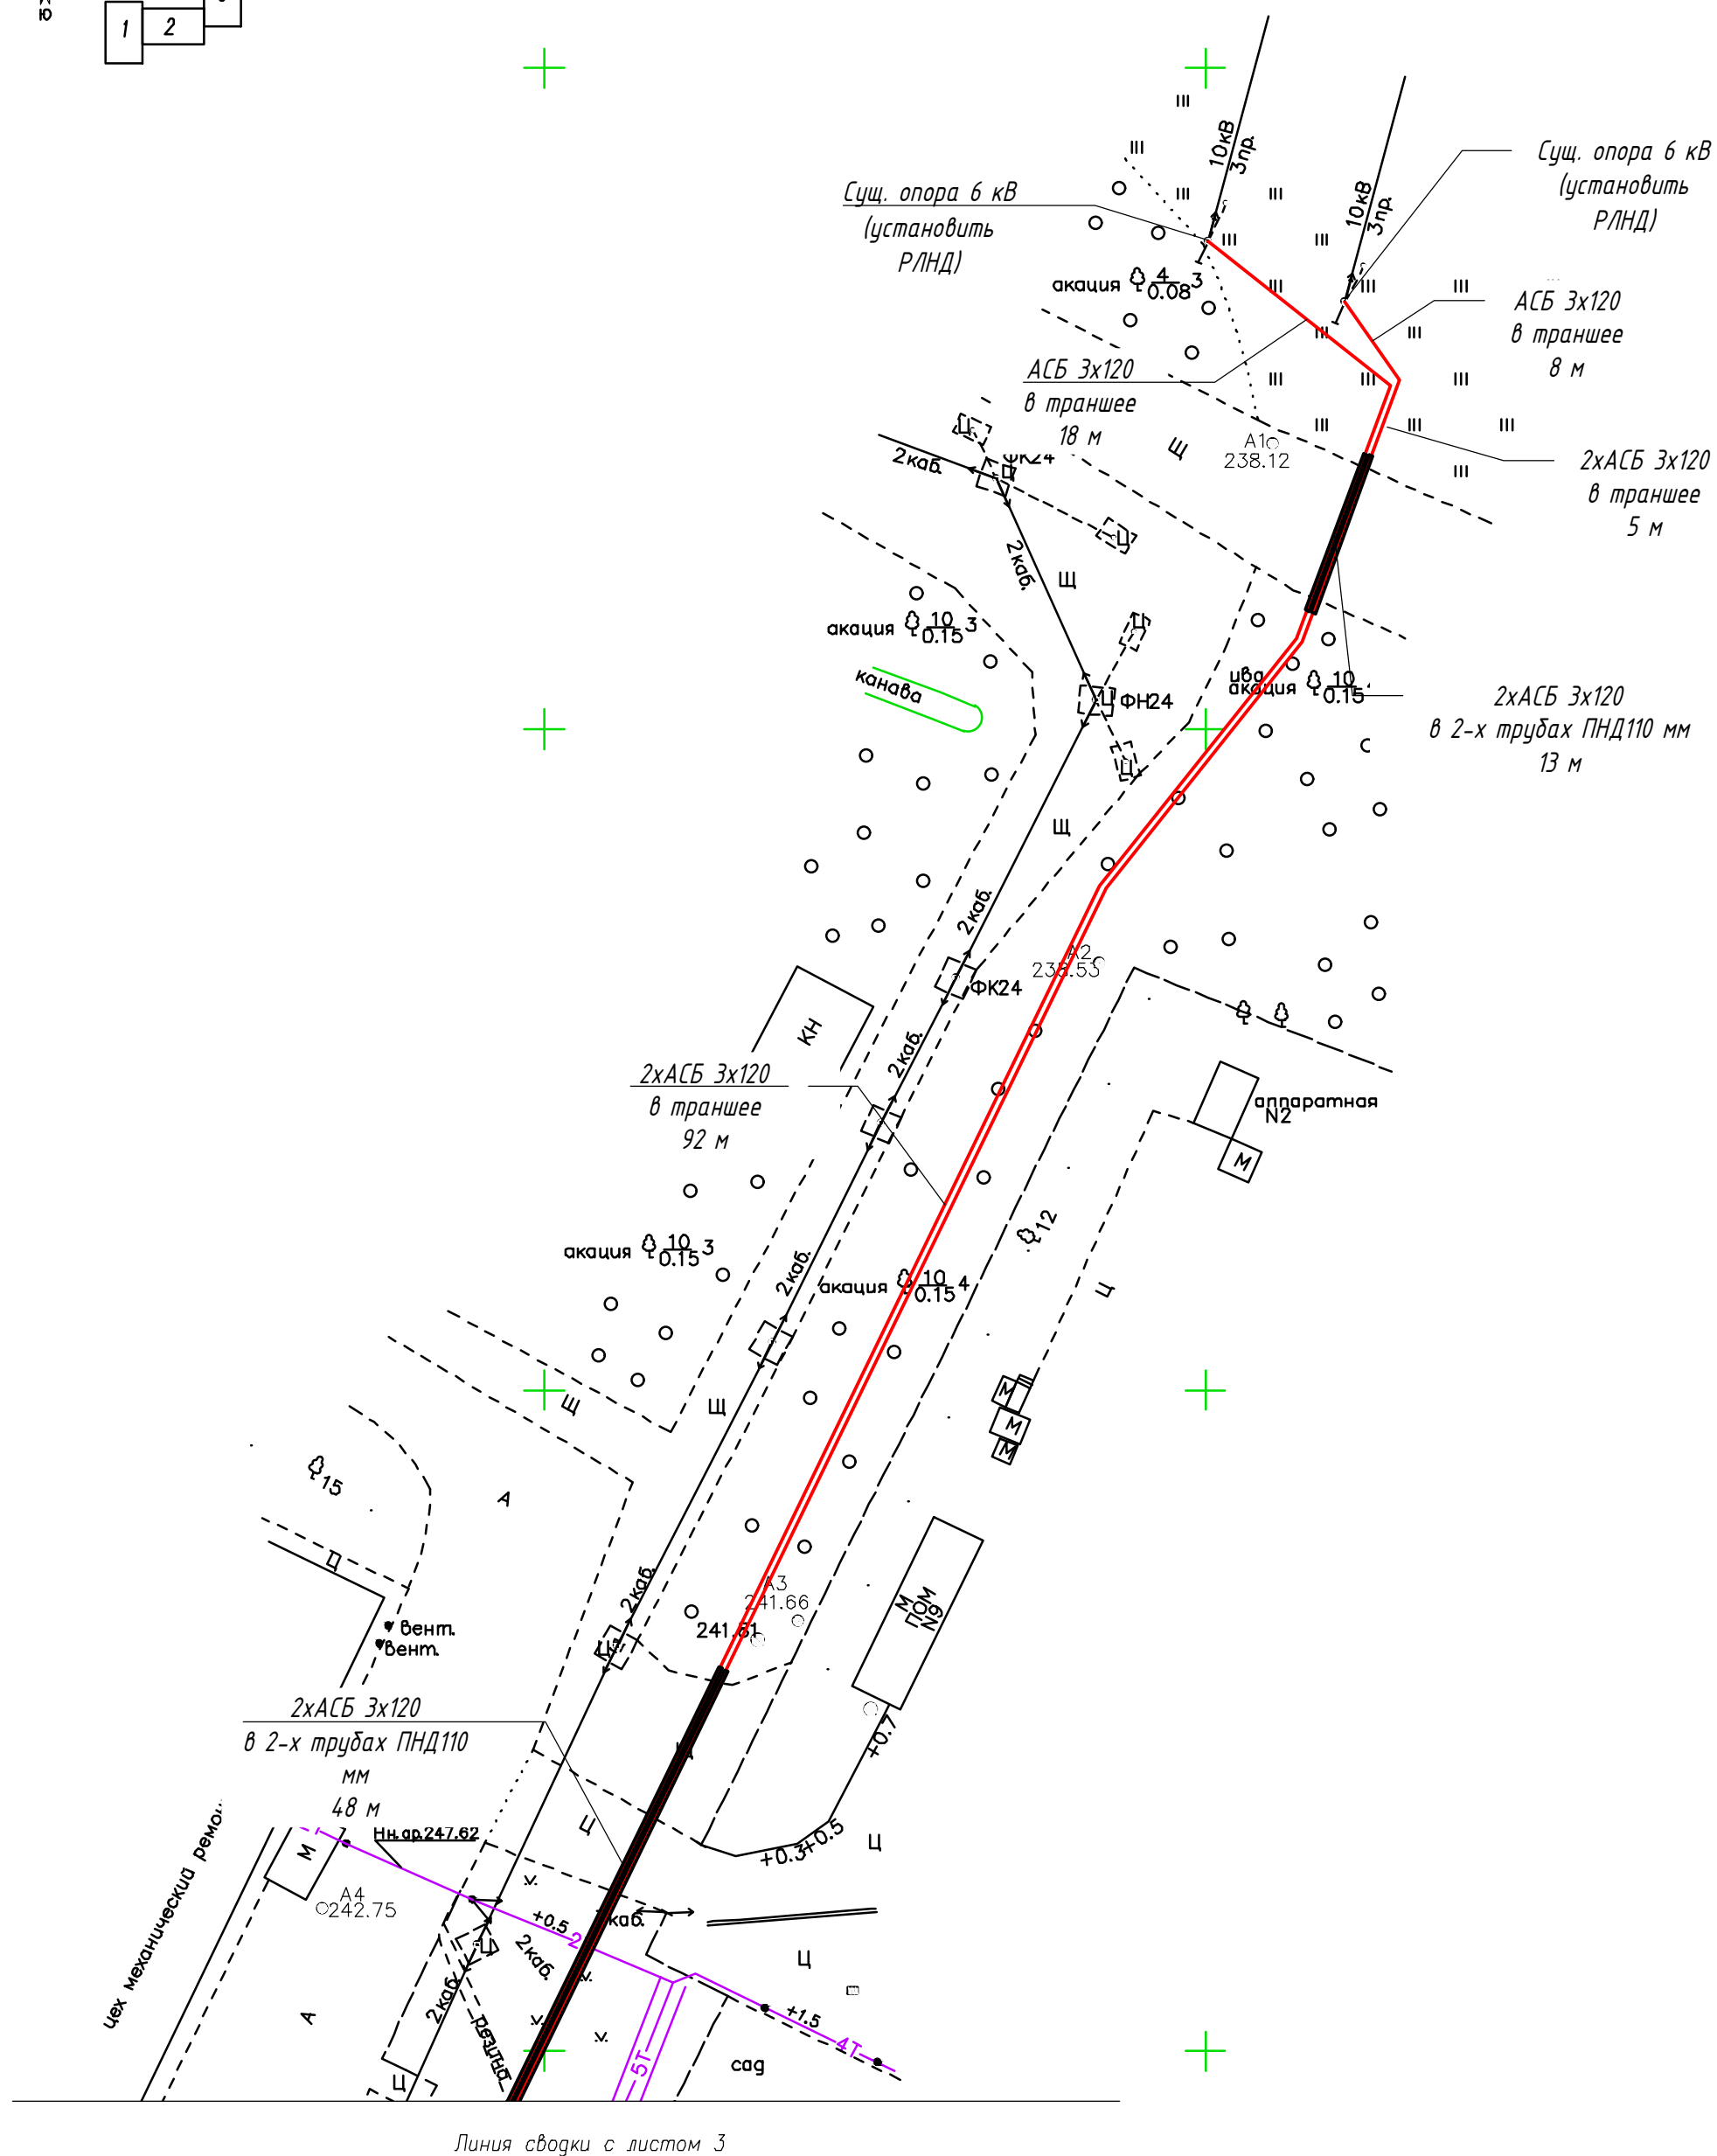 1
2
10кВ
3пр.
10кВ
3пр.
Сущ. опора 6 кВ
(установить
РЛНД)
Сущ. опора 6 кВ
(установить
РЛНД)
акация 4 3
0.08
АСБ 3х120
в траншее
8 м
АСБ 3х120
в траншее
18 м
Ц
2каб.
ФК24
Щ
А1
238.12
2хАСБ 3х120
в траншее
5 м
Ц
Ц
2каб.
Щ
акация 10 3
0.15
Ц
канава
Ц
ФН24
Ц
ива
акация 10
0.15
2хАСБ 3х120
в 2-х трубах ПНД110 мм
13 м
Щ
2каб.
А2
238.53
ФК24
КН
2каб.
2хАСБ 3х120
в траншее
92 м
аппаратная
N2
М
12
акация 10 3
0.15
2каб.
акация 10 4
0.15
Ц
Щ
Щ
М
М
М
15
А
Д
2каб.
А3
241.66
241.61
М
ПОМ
N9
вент.
вент.
Ц
2хАСБ 3х120
в 2-х трубах ПНД110
мм
48 м
Щ
+0.7
Ц
+0.3
+0.5
Ц
Нн.ар.247.62
Т
М
А4
242.75
цех механический
+0.5
2
каб.
2каб.
Ц
2каб.
Ц
+1.5
4Т
5Т
А
резина
сад
Ц
Линия сводки с листом 3